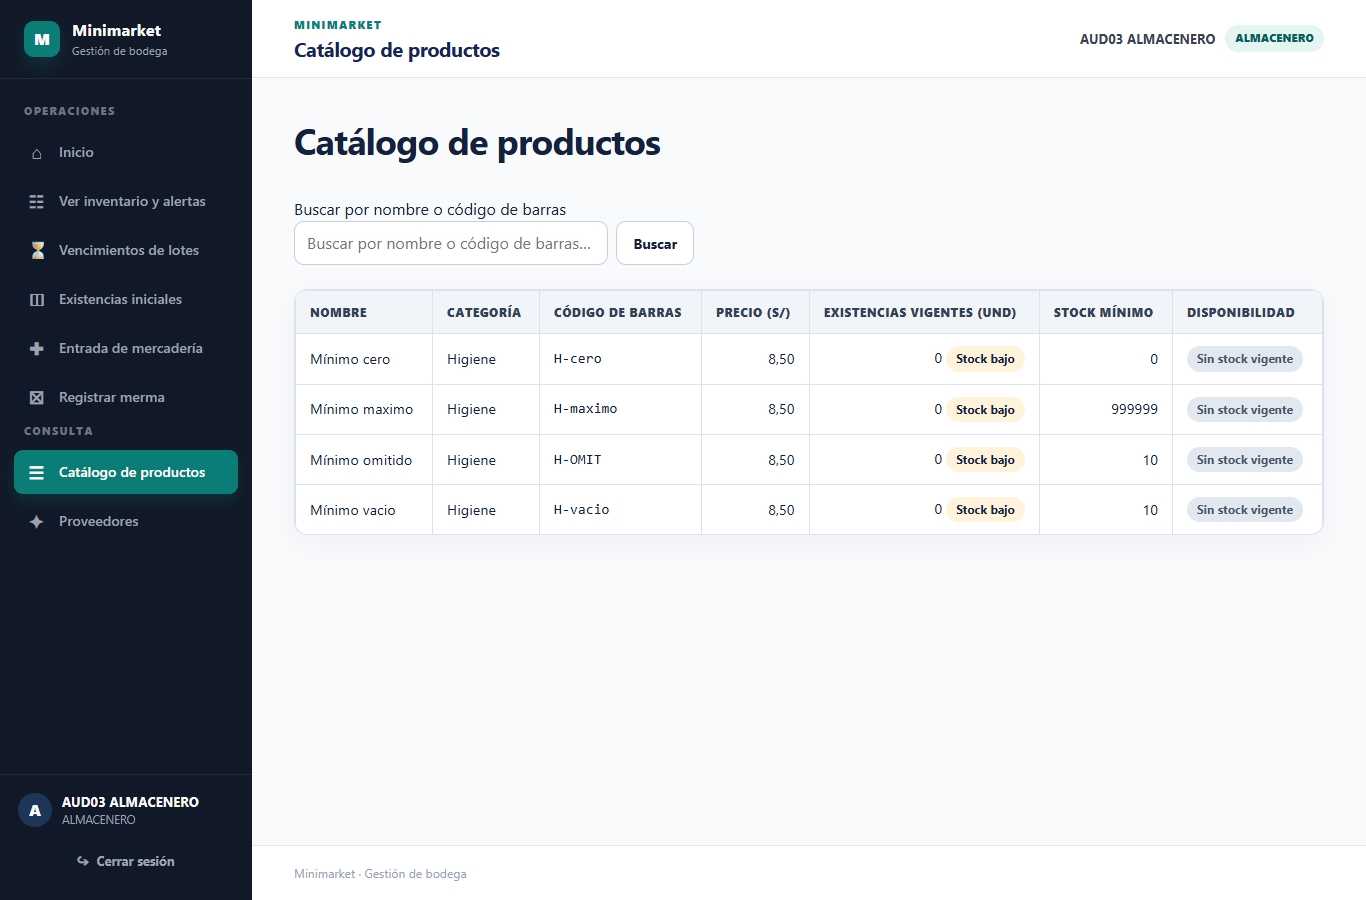 M
Minimarket
Gestión de bodega
OPERACIONES
Inicio
Ver inventario y alertas
Vencimientos de lotes
Existencias iniciales
Entrada de mercadería
Registrar merma
CONSULTA
Catálogo de productos
Proveedores
A
AUD03 ALMACENERO
ALMACENERO
Cerrar sesión
MINIMARKET
Catálogo de productos
AUD03 ALMACENERO ALMACENERO
Catálogo de productos
Buscar por nombre o código de barras
Buscar por nombre o código de barras... Buscar
NOMBRE CATEGORÍA CÓDIGO DE BARRAS PRECIO (S/) EXISTENCIAS VIGENTES (UND) STOCK MÍNIMO DISPONIBILIDAD
Mínimo cero Higiene H-cero 8,50 0 Stock bajo 0 Sin stock vigente
Mínimo maximo Higiene H-maximo 8,50 0 Stock bajo 999999 Sin stock vigente
Mínimo omitido Higiene H-OMIT 8,50 0 Stock bajo 10 Sin stock vigente
Mínimo vacio Higiene H-vacio 8,50 0 Stock bajo 10 Sin stock vigente
Minimarket · Gestión de bodega